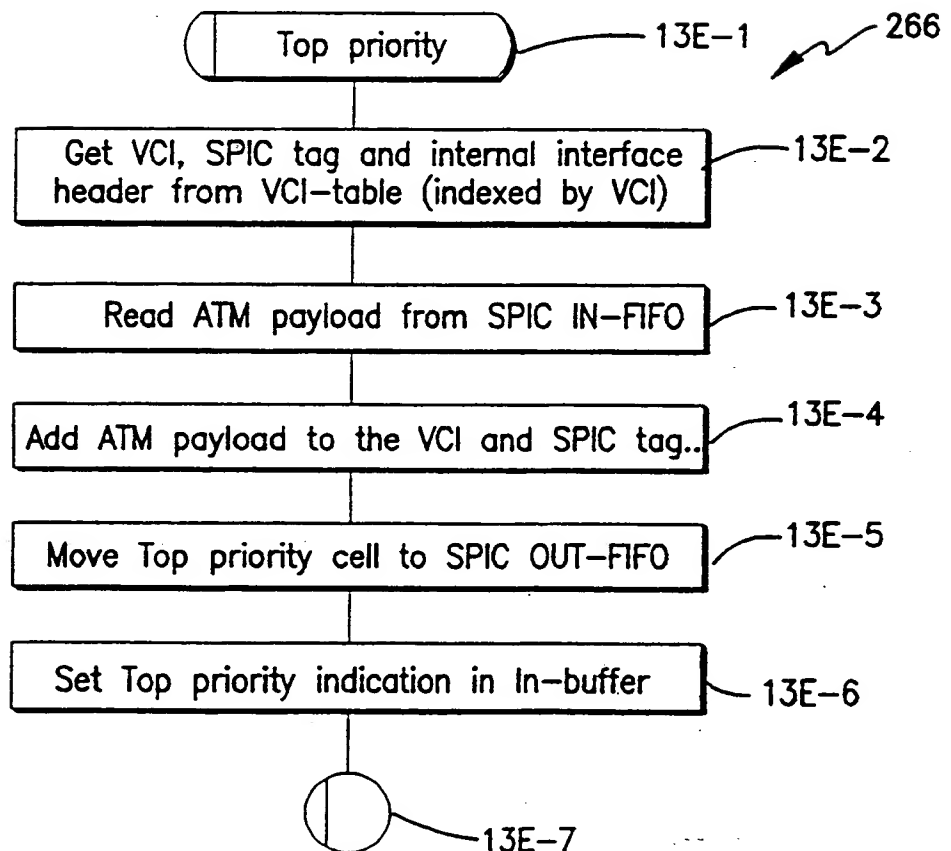 266
Top priority
13E-1
Get VCI, SPIC tag and internal interface
header from VCI-table (indexed by VCI)
13E-2
Read ATM payload from SPIC IN-FIFO
13E-3
Add ATM payload to the VCI and SPIC tag..
13E-4
Move Top priority cell to SPIC OUT-FIFO
13E-5
Set Top priority indication in In-buffer
13E-6
13E-7